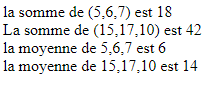 la somme de (5,6,7) est 18
La somme de (15,17,10) est 42
la moyenne de 5,6,7 est 6
la moyenne de 15,17,10 est 14